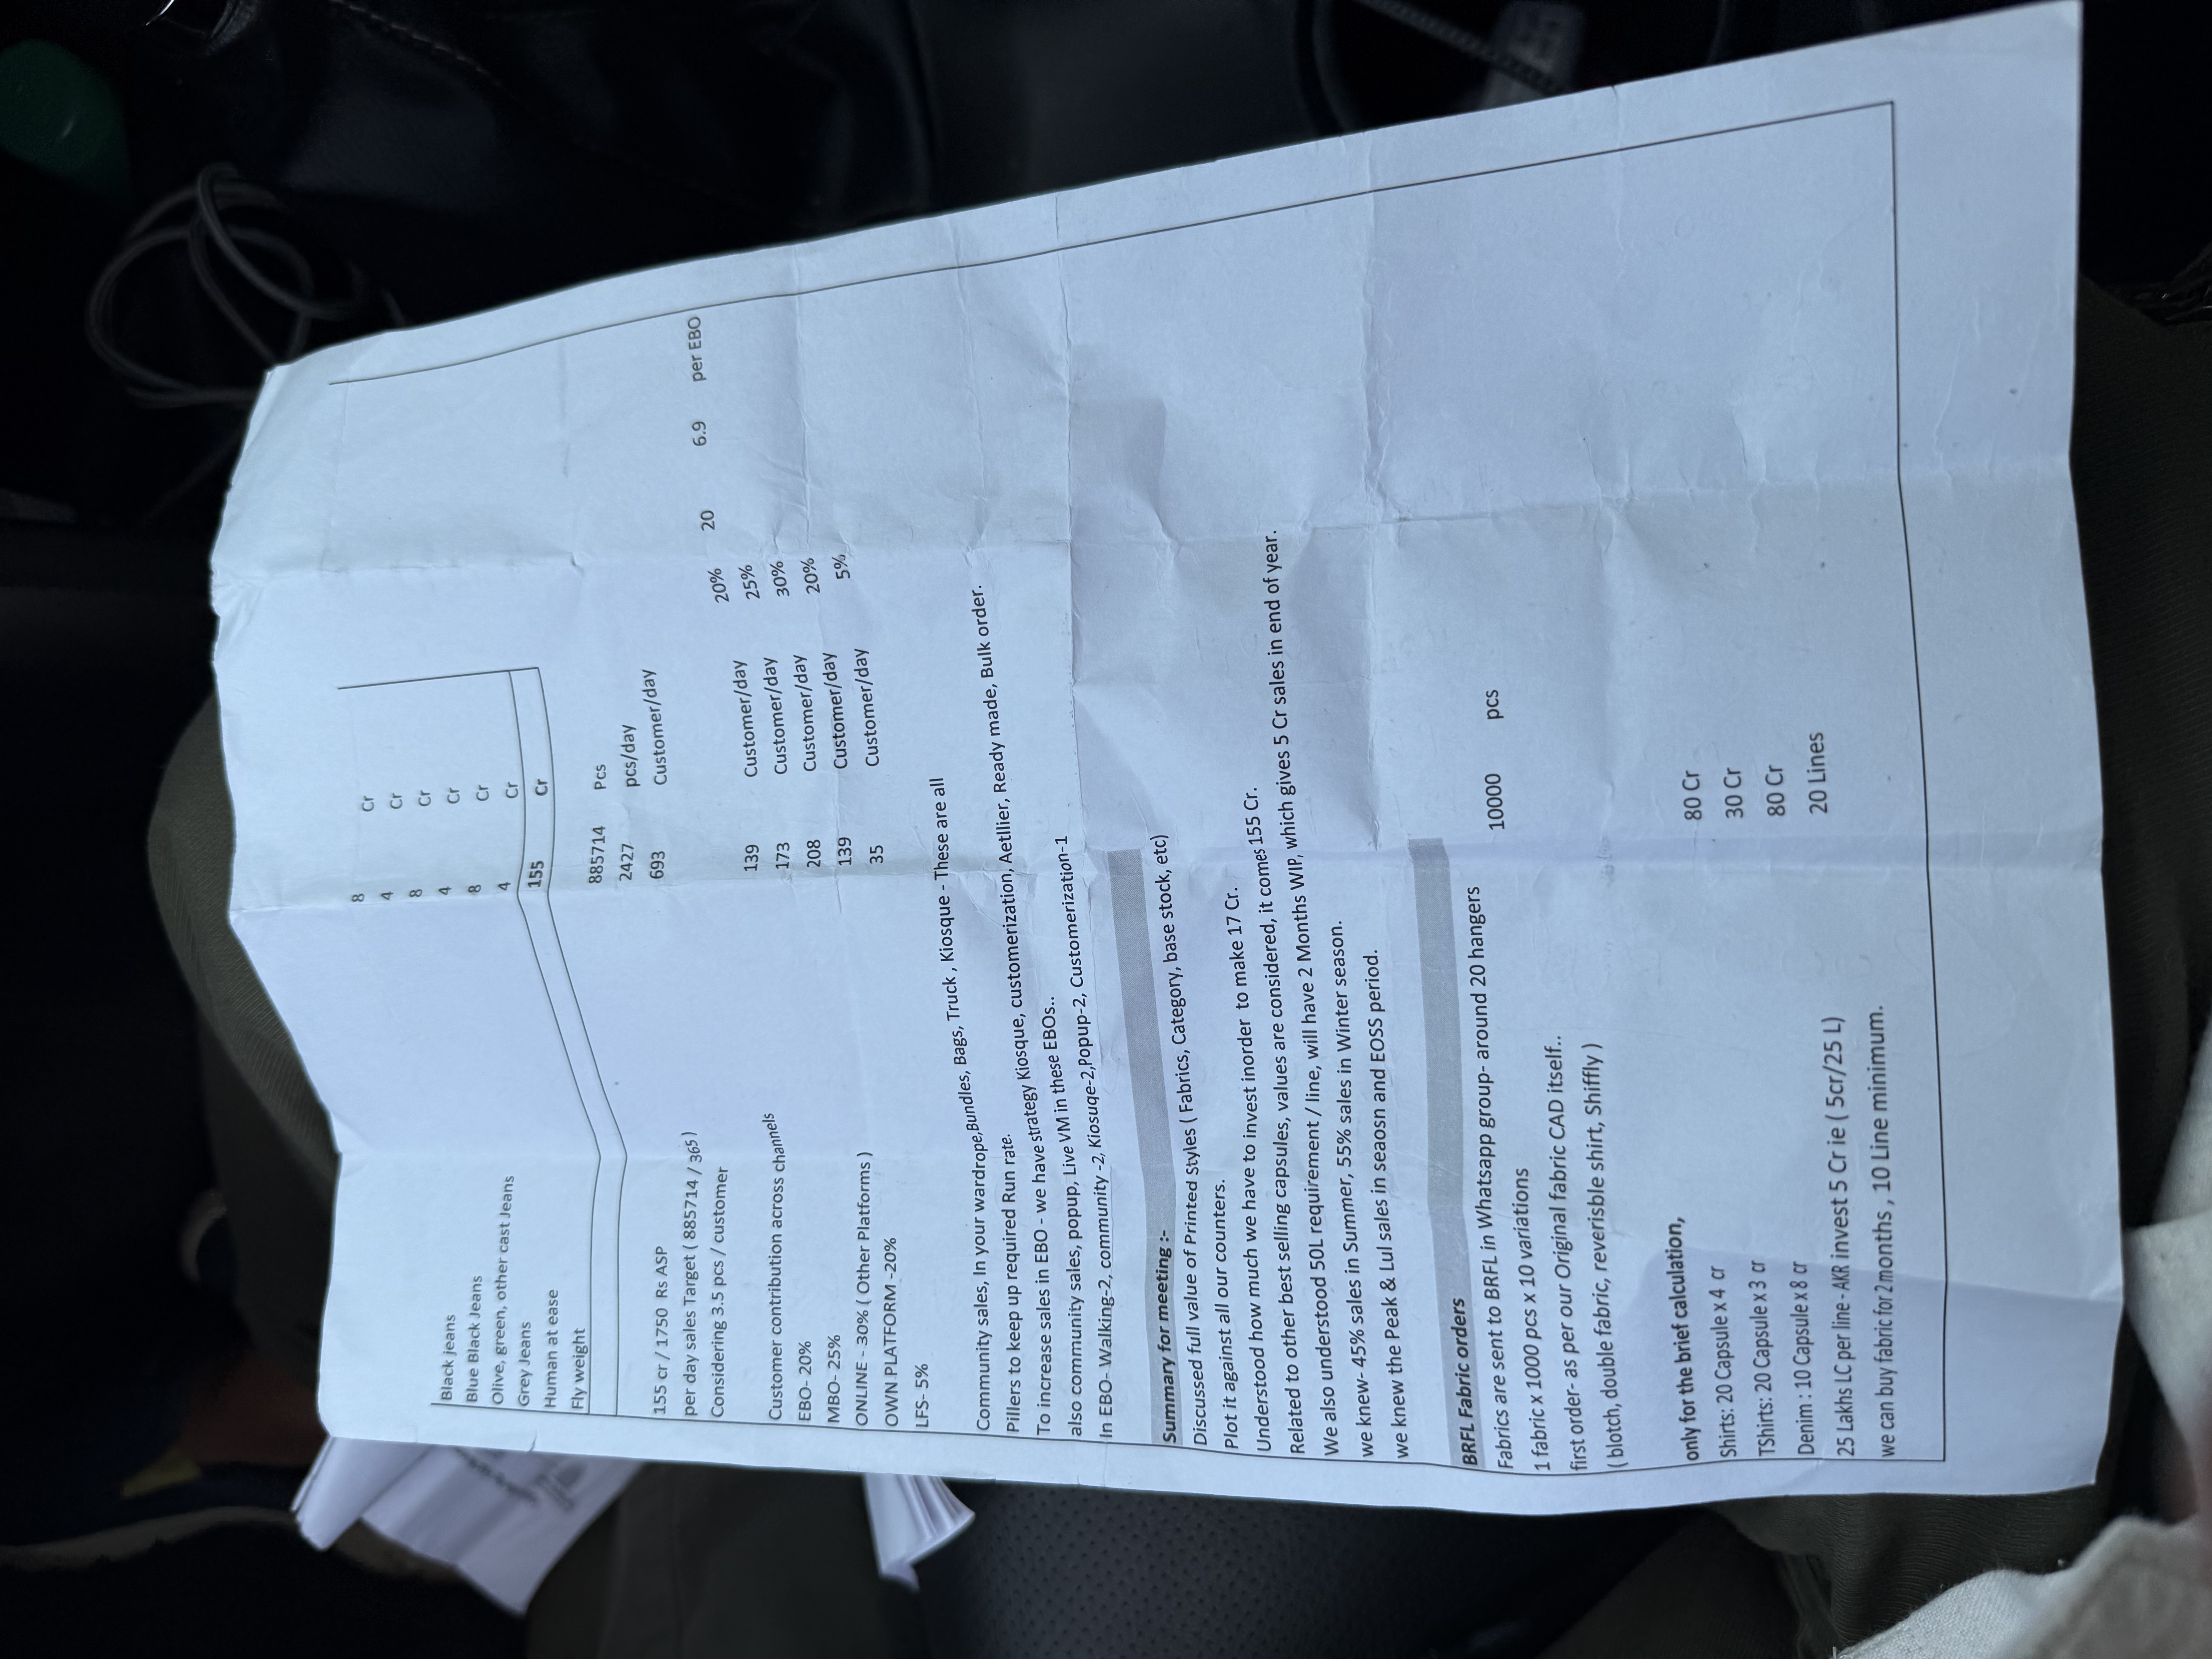 Black jeans 8 Cr
Blue Black Jeans 4 Cr
Olive, green, other cast Jeans 8 Cr
Grey Jeans 4 Cr
Human at ease 8 Cr
Fly weight 4 Cr
155 Cr
155 cr / 1750 Rs ASP 885714 Pcs
per day sales Target ( 885714 / 365 ) 2427 pcs/day
Considering 3.5 pcs / customer 693 Customer/day
Customer contribution across channels
EBO- 20% 139 Customer/day 20% 20 6.9 per EBO
MBO- 25% 173 Customer/day 25%
ONLINE - 30% ( Other Platforms ) 208 Customer/day 30%
OWN PLATFORM -20% 139 Customer/day 20%
LFS- 5% 35 Customer/day 5%
Community sales, In your wardrope,Bundles, Bags, Truck , Kiosque - These are all
Pillers to keep up required Run rate.
To increase sales in EBO - we have strategy Kiosque, customerization, Aetllier, Ready made, Bulk order.
also community sales, popup, Live VM in these EBOs..
In EBO- Walking-2, community -2, Kiosuqe-2,Popup-2, Customerization-1
Summary for meeting :-
Discussed full value of Printed Styles ( Fabrics, Category, base stock, etc)
Plot it against all our counters.
Understood how much we have to invest inorder to make 17 Cr.
Related to other best selling capsules, values are considered, it comes 155 Cr.
We also understood 50L requirement / line, will have 2 Months WIP, which gives 5 Cr sales in end of year.
we knew- 45% sales in Summer, 55% sales in Winter season.
we knew the Peak & Lul sales in seaosn and EOSS period.
BRFL Fabric orders
Fabrics are sent to BRFL in Whatsapp group- around 20 hangers
1 fabric x 1000 pcs x 10 variations 10000 pcs
first order- as per our Original fabric CAD itself..
( blotch, double fabric, reverisble shirt, Shiffly )
only for the brief calculation,
Shirts: 20 Capsule x 4 cr 80 Cr
TShirts: 20 Capsule x 3 cr 30 Cr
Denim : 10 Capsule x 8 cr 80 Cr
25 Lakhs LC per line - AKR invest 5 Cr ie ( 5cr/25 L) 20 Lines
we can buy fabric for 2 months , 10 Line minimum.